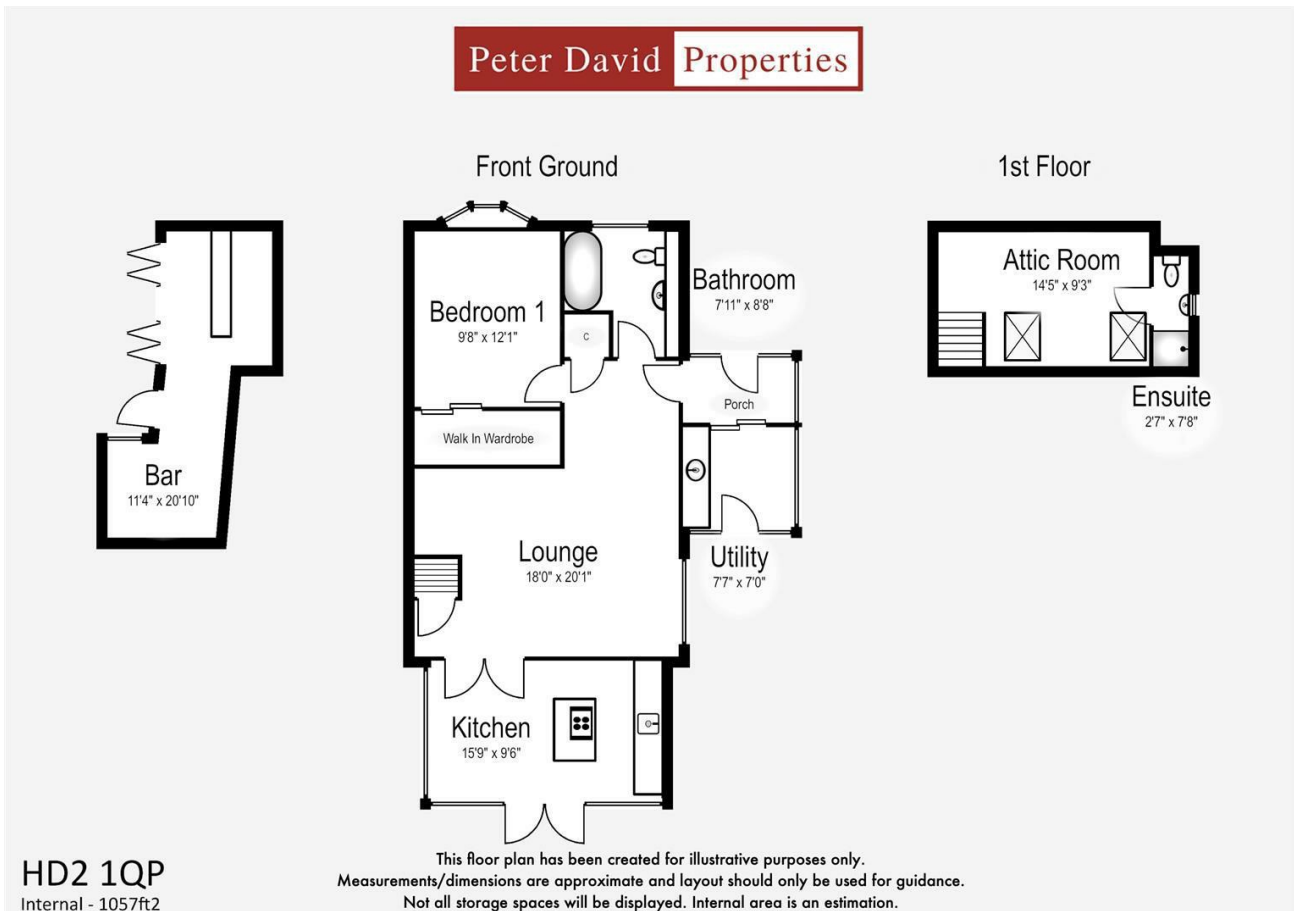 Peter David Properties
Front Ground
1st Floor
Attic Room
14'5" x 9'3"
Bathroom
7'11" x 8'8"
Bedroom 1
9'8" x 12'1"
C
Ensuite
2'7" x 7'8"
Porch
Walk In Wardrobe
Bar
11'4" x 20'10"
Lounge
18'0" x 20'1"
Utility
7'7" x 7'0"
Kitchen
15'9" x 9'6"
HD2 1QP
Internal - 1057ft2
This floor plan has been created for illustrative purposes only.
Measurements/dimensions are approximate and layout should only be used for guidance.
Not all storage spaces will be displayed. Internal area is an estimation.